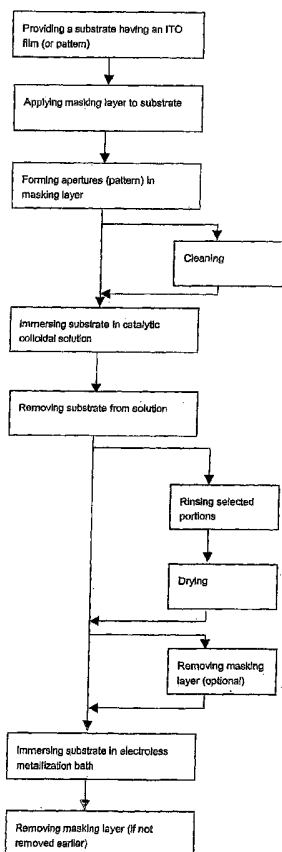 Providing a substrate having an ITO
film (or pattern)
Applying masking layer to substrate
Forming apertures (pattern) in
masking layer
Cleaning
Immersing substrate in catalytic
colloidal solution
Removing substrate from solution
Rinsing selected
portions
Drying
Removing masking
layer (optional)
Immersing substrate in electroless
metallization bath
Removing masking layer (if not
removed earlier)